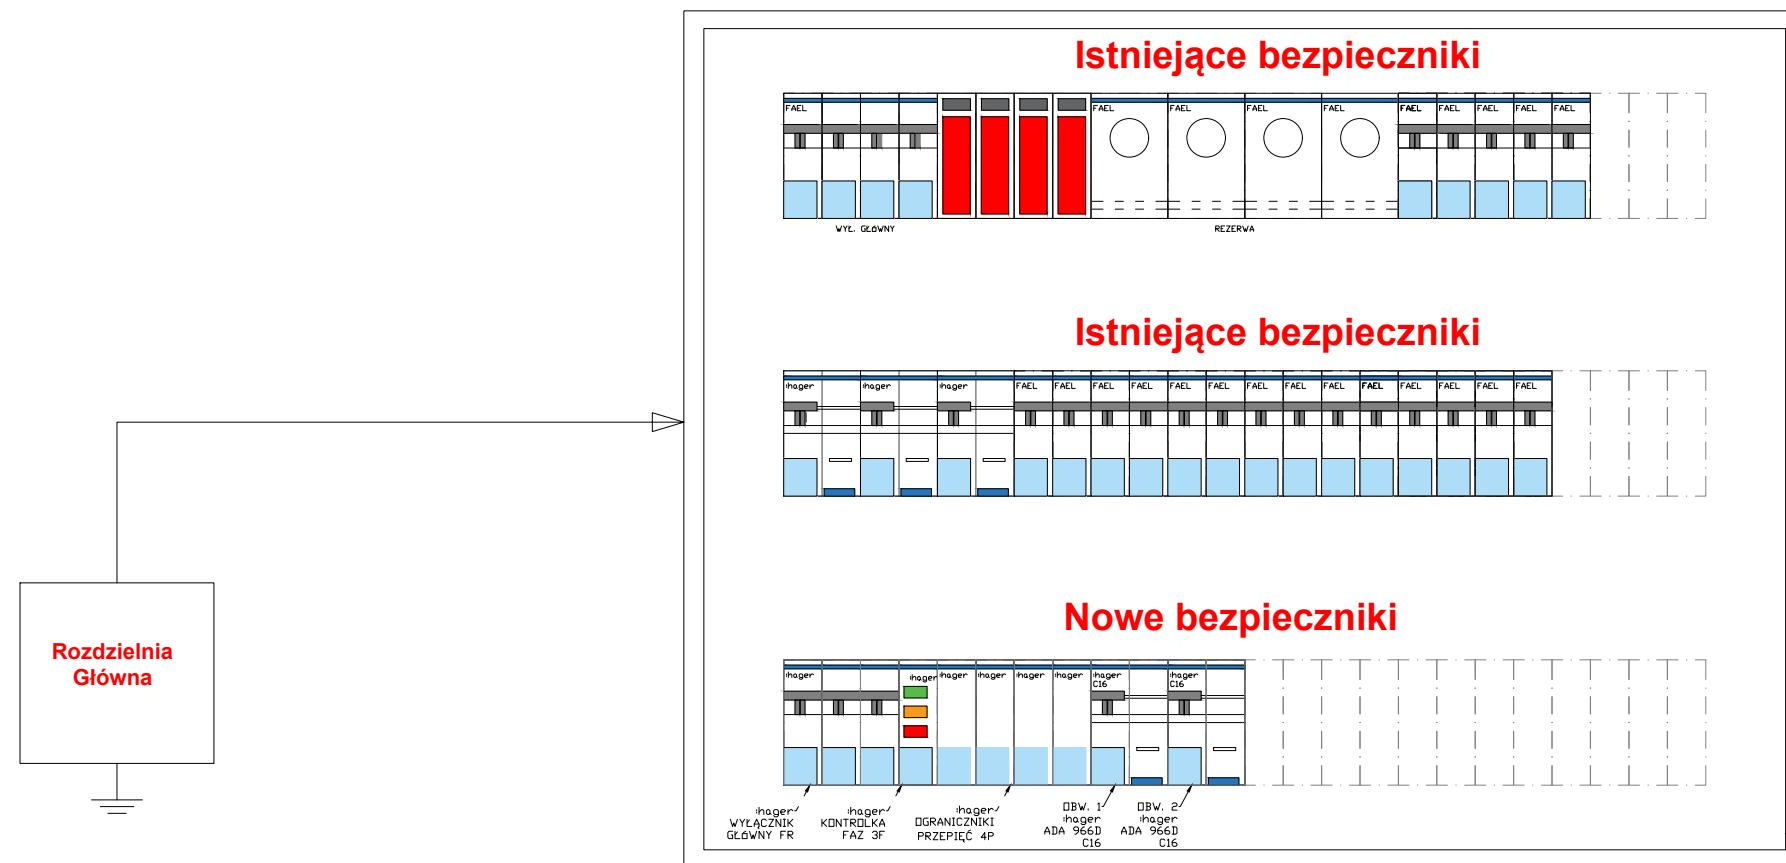 Istniejące bezpieczniki
FAEL FAEL FAEL FAEL FAEL FAEL FAEL FAEL FAEL FAEL
WYŁ. GŁÓWNY REZERWA
Istniejące bezpieczniki
:hager :hager :hager FAEL FAEL FAEL FAEL FAEL FAEL FAEL FAEL FAEL FAEL FAEL FAEL FAEL FAEL
Rozdzielnia
Główna
Nowe bezpieczniki
:hager :hager :hager :hager :hager :hager :hager :hager
C16 C16
:hager
WYŁĄCZNIK
GŁÓWNY FR
:hager
KONTROLKA
FAZ 3F
:hager
OGRANICZNIKI
PRZEPIĘĆ 4P
OBW. 1
:hager
ADA 966D
C16
OBW. 2
:hager
ADA 966D
C16